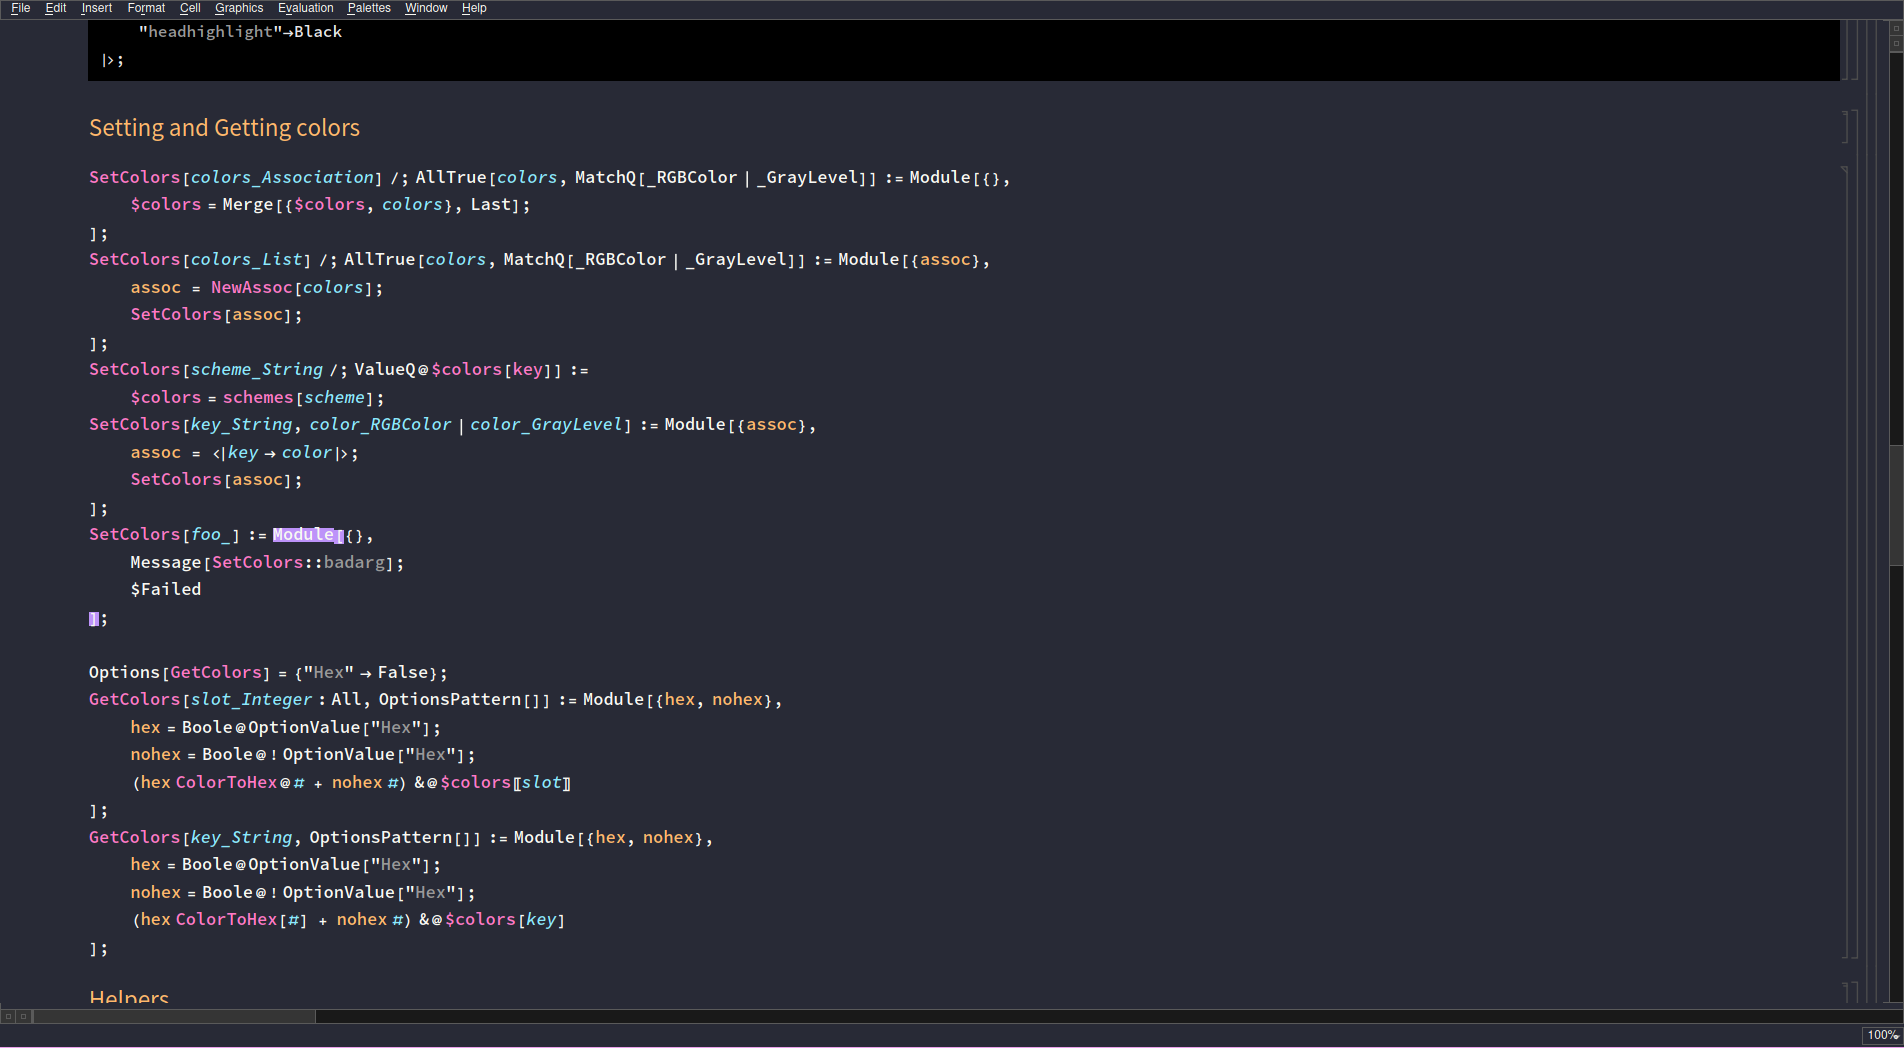 File Edit Insert Format Cell Graphics Evaluation Palettes Window Help
"headhighlight"→Black
|>;
Setting and Getting colors
SetColors[colors_Association] /; AllTrue[colors, MatchQ[_RGBColor | _GrayLevel]] := Module[{},
$colors = Merge[{$colors, colors}, Last];
];
SetColors[colors_List] /; AllTrue[colors, MatchQ[_RGBColor | _GrayLevel]] := Module[{assoc},
assoc = NewAssoc[colors];
SetColors[assoc];
];
SetColors[scheme_String /; ValueQ@$colors[key]] :=
$colors = schemes[scheme];
SetColors[key_String, color_RGBColor | color_GrayLevel] := Module[{assoc},
assoc = <|key → color|>;
SetColors[assoc];
];
SetColors[foo_] := Module[{},
Message[SetColors::badarg];
$Failed
];
Options[GetColors] = {"Hex" → False};
GetColors[slot_Integer : All, OptionsPattern[]] := Module[{hex, nohex},
hex = Boole@OptionValue["Hex"];
nohex = Boole@!OptionValue["Hex"];
(hex ColorToHex@# + nohex #) &@$colors〚slot〛
];
GetColors[key_String, OptionsPattern[]] := Module[{hex, nohex},
hex = Boole@OptionValue["Hex"];
nohex = Boole@!OptionValue["Hex"];
(hex ColorToHex[#] + nohex #) &@$colors[key]
];
Helpers
100%